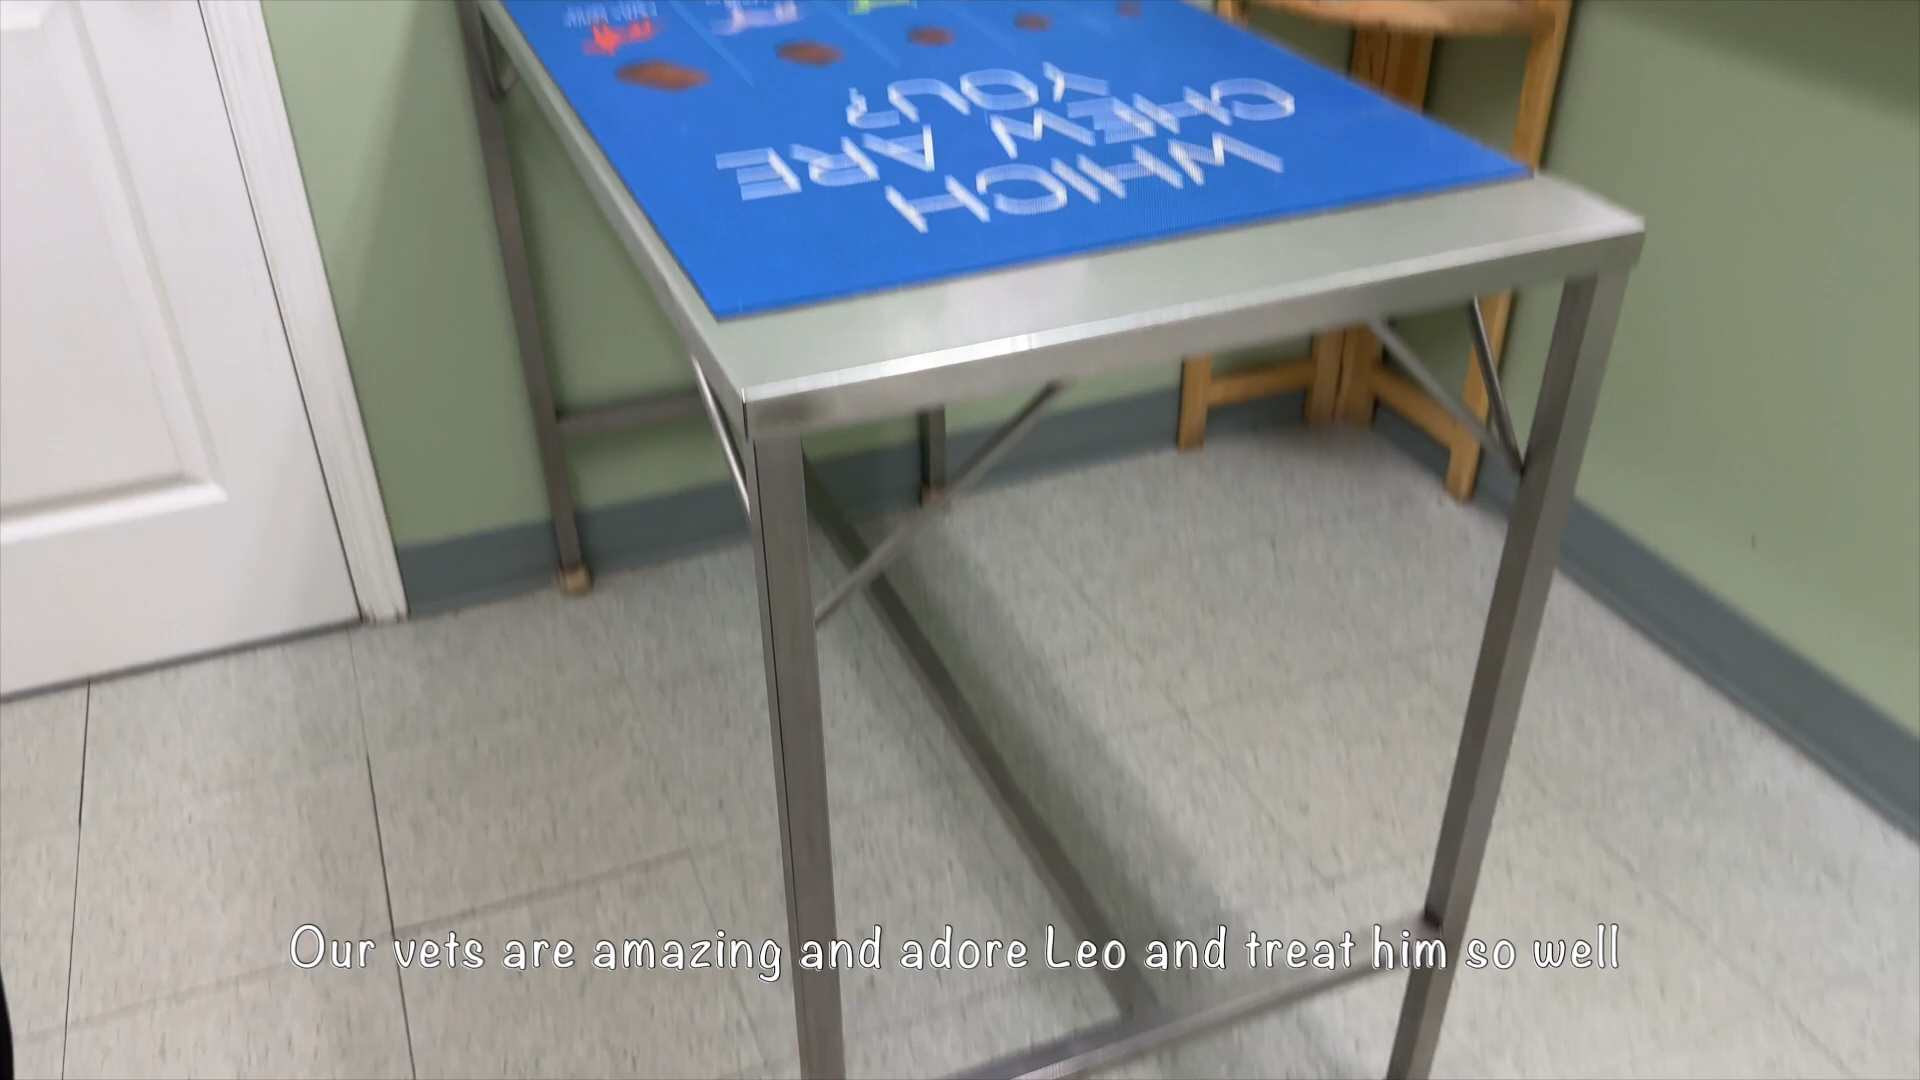 WHICH
CHEW ARE
YOU?
Our vets are amazing and adore Leo and treat him so well